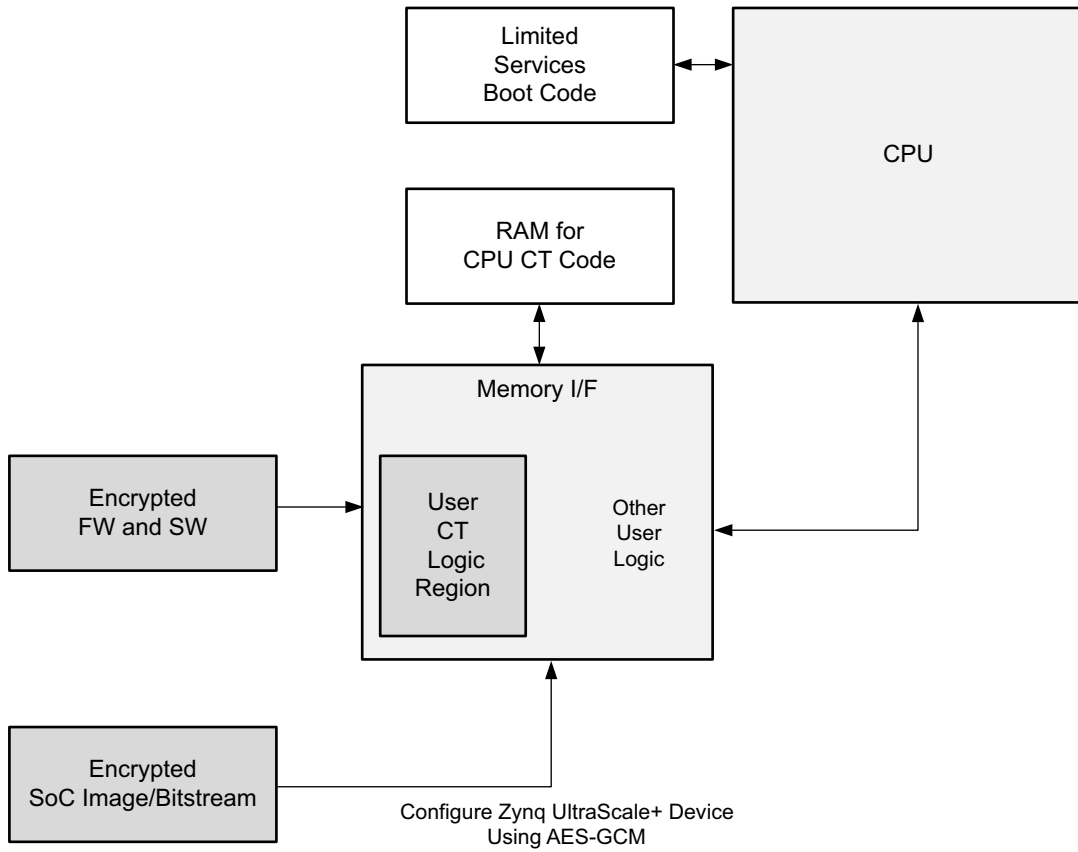 Limited
Services
Boot Code
CPU
RAM for
CPU CT Code
Memory I/F
Encrypted
FW and SW
User
CT
Logic
Region
Other
User
Logic
Encrypted
SoC Image/Bitstream
Configure Zynq UltraScale+ Device
Using AES-GCM